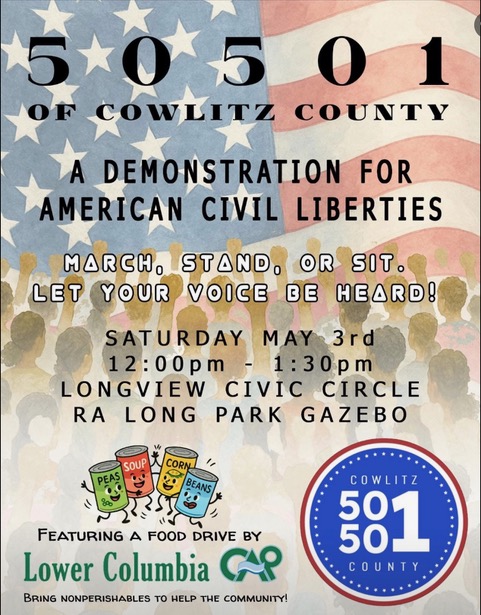 50501
OF COWLITZ COUNTY
A DEMONSTRATION FOR
AMERICAN CIVIL LIBERTIES
MARCH, STAND, OR SIT.
LET YOUR VOICE BE HEARD!
SATURDAY MAY 3rd
12:00pm - 1:30pm
LONGVIEW CIVIC CIRCLE
RA LONG PARK GAZEBO
PEAS
SOUP
CORN
BEANS
FEATURING A FOOD DRIVE BY
Lower Columbia CAP
BRING NONPERISHABLES TO HELP THE COMMUNITY!
COWLITZ
50
501
COUNTY